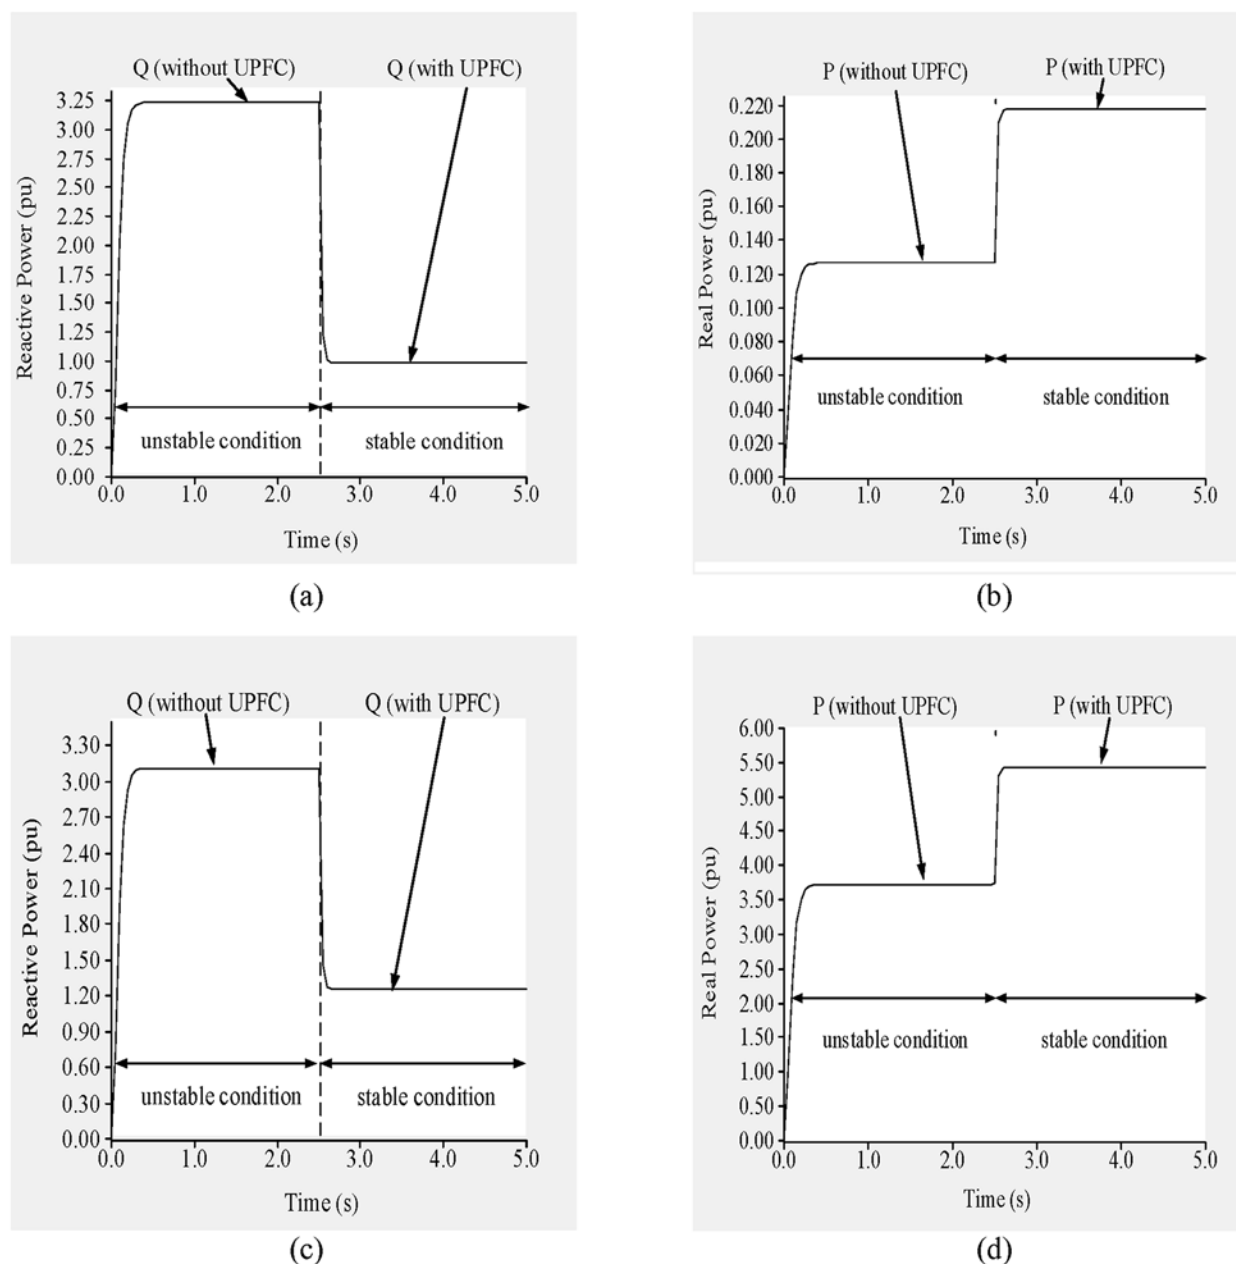 Q (without UPFC)
Q (with UPFC)
Reactive Power (pu)
3.25
3.00
2.75
2.50
2.25
2.00
1.75
1.50
1.25
1.00
0.75
0.50
0.25
0.00
unstable condition
stable condition
0.0 1.0 2.0 3.0 4.0 5.0
Time (s)
(a)
P (without UPFC)
P (with UPFC)
Real Power (pu)
0.220
0.200
0.180
0.160
0.140
0.120
0.100
0.080
0.060
0.040
0.020
0.000
unstable condition
stable condition
0.0 1.0 2.0 3.0 4.0 5.0
Time (s)
(b)
Q (without UPFC)
Q (with UPFC)
Reactive Power (pu)
3.30
3.00
2.70
2.40
2.10
1.80
1.50
1.20
0.90
0.60
0.30
0.00
unstable condition
stable condition
0.0 1.0 2.0 3.0 4.0 5.0
Time (s)
(c)
P (without UPFC)
P (with UPFC)
Real Power (pu)
6.00
5.50
5.00
4.50
4.00
3.50
3.00
2.50
2.00
1.50
1.00
0.50
0.00
unstable condition
stable condition
0.0 1.0 2.0 3.0 4.0 5.0
Time (s)
(d)